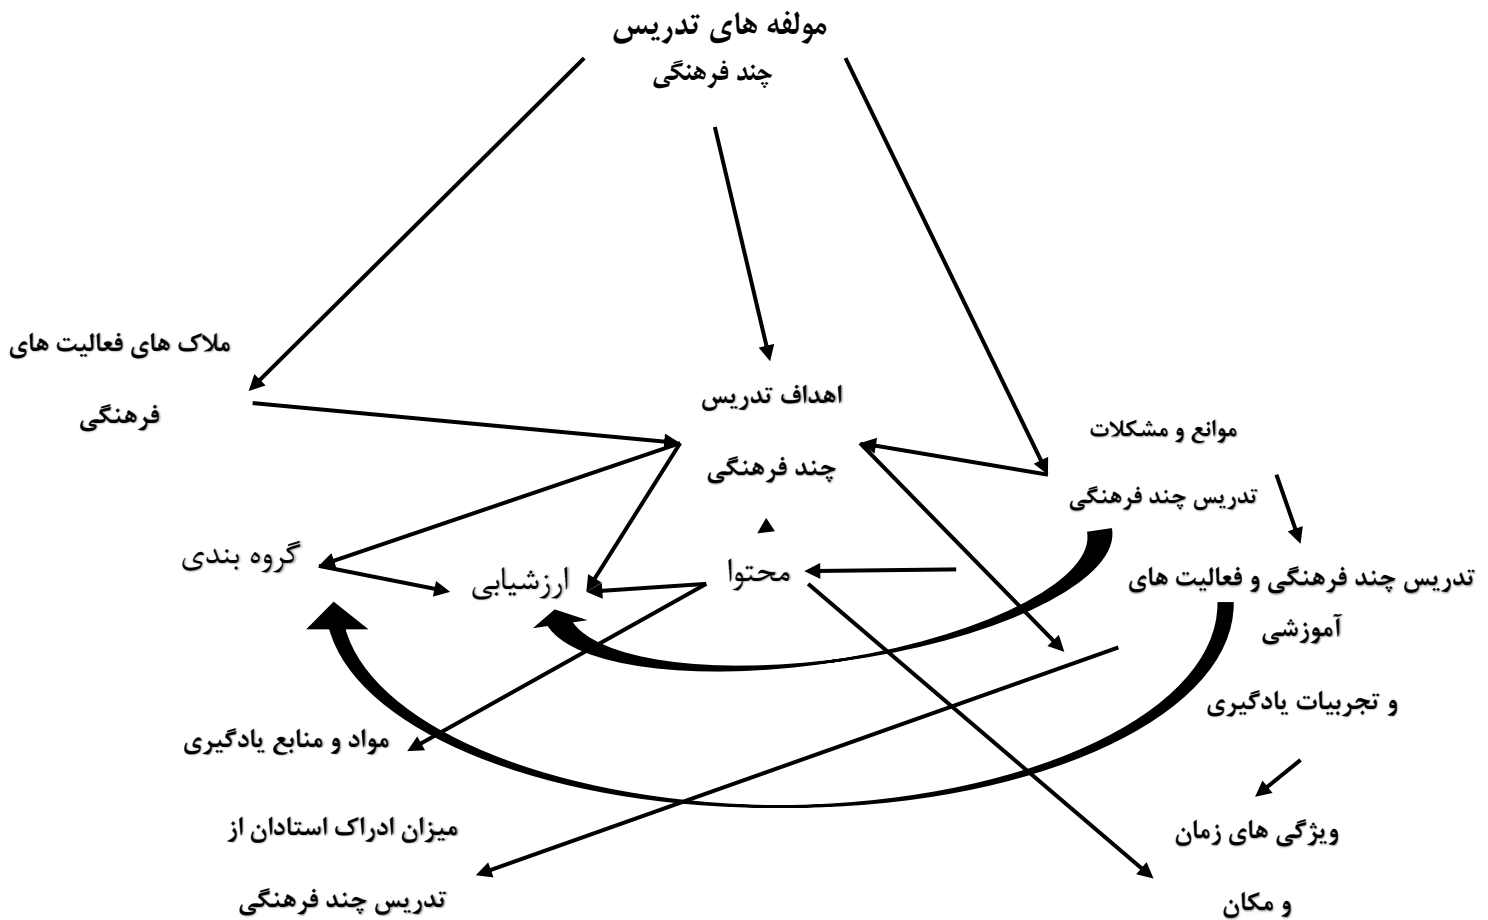 مولفه های تدریس
چند فرهنگی
ملاک های فعالیت های
فرهنگی
اهداف تدریس
چند فرهنگی
موانع و مشکلات
تدریس چند فرهنگی
گروه بندی
ارزشیابی
محتوا
تدریس چند فرهنگی و فعالیت های
آموزشی
و تجربیات یادگیری
مواد و منابع یادگیری
میزان ادراک استادان از
تدریس چند فرهنگی
ویژگی های زمان
و مکان